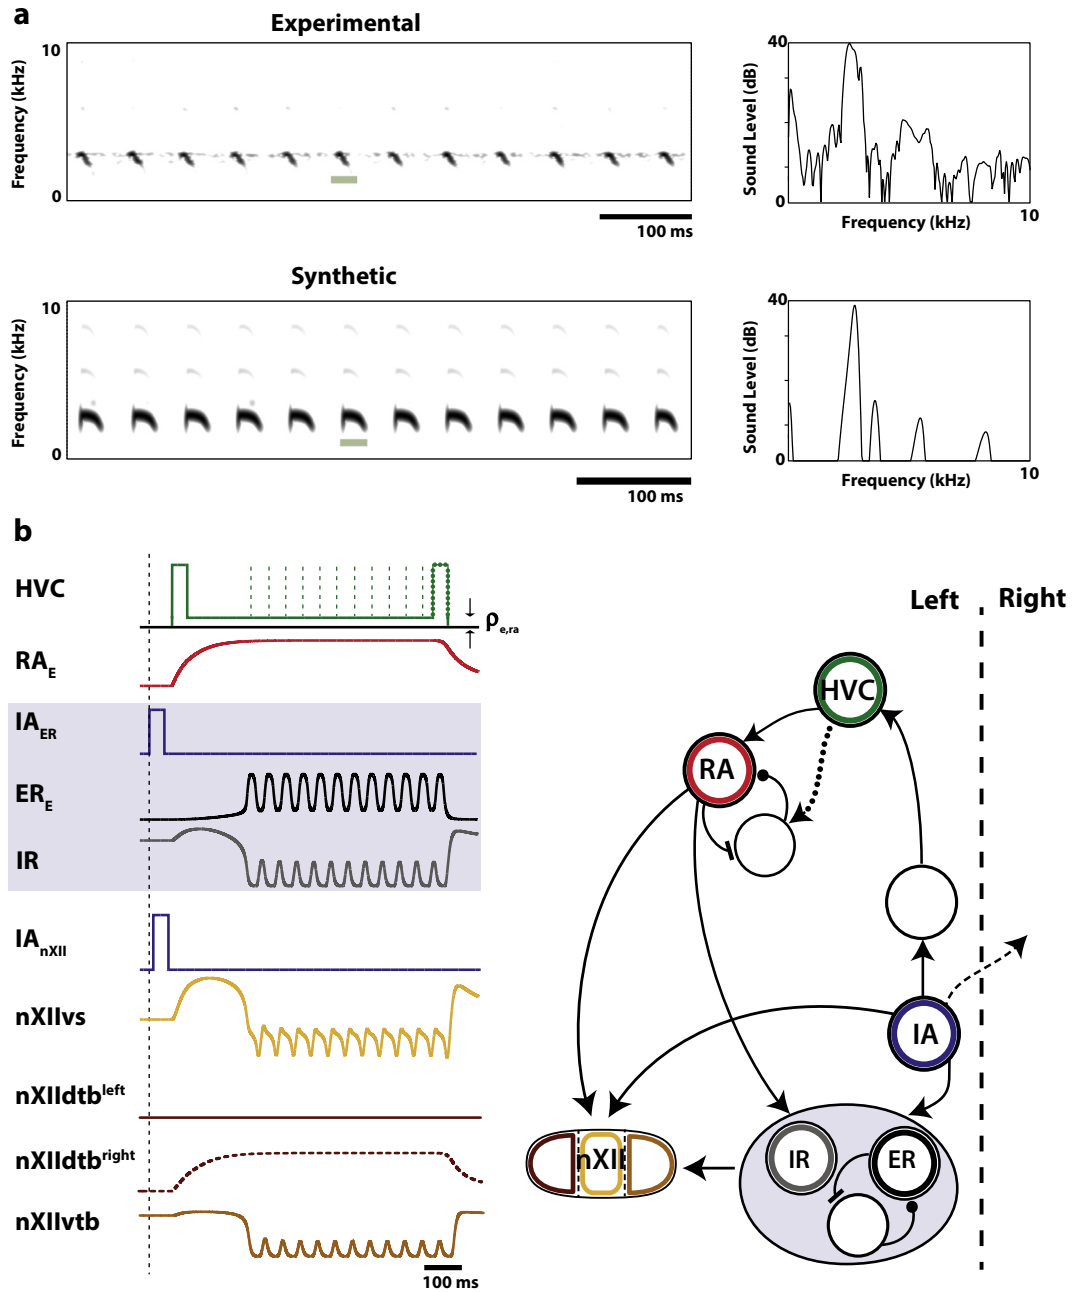 a
Experimental
10
Frequency (kHz)
0
100 ms
40
Sound Level (dB)
0
10
Frequency (kHz)
Synthetic
10
Frequency (kHz)
0
100 ms
40
Sound Level (dB)
0
10
Frequency (kHz)
b
HVC
ρe,ra
RAE
IAER
ERE
IR
IAnXII
nXIIvs
nXIIdtbleft
nXIIdtbright
nXIIvtb
100 ms
Left
Right
HVC
RA
IA
nXII
IR
ER